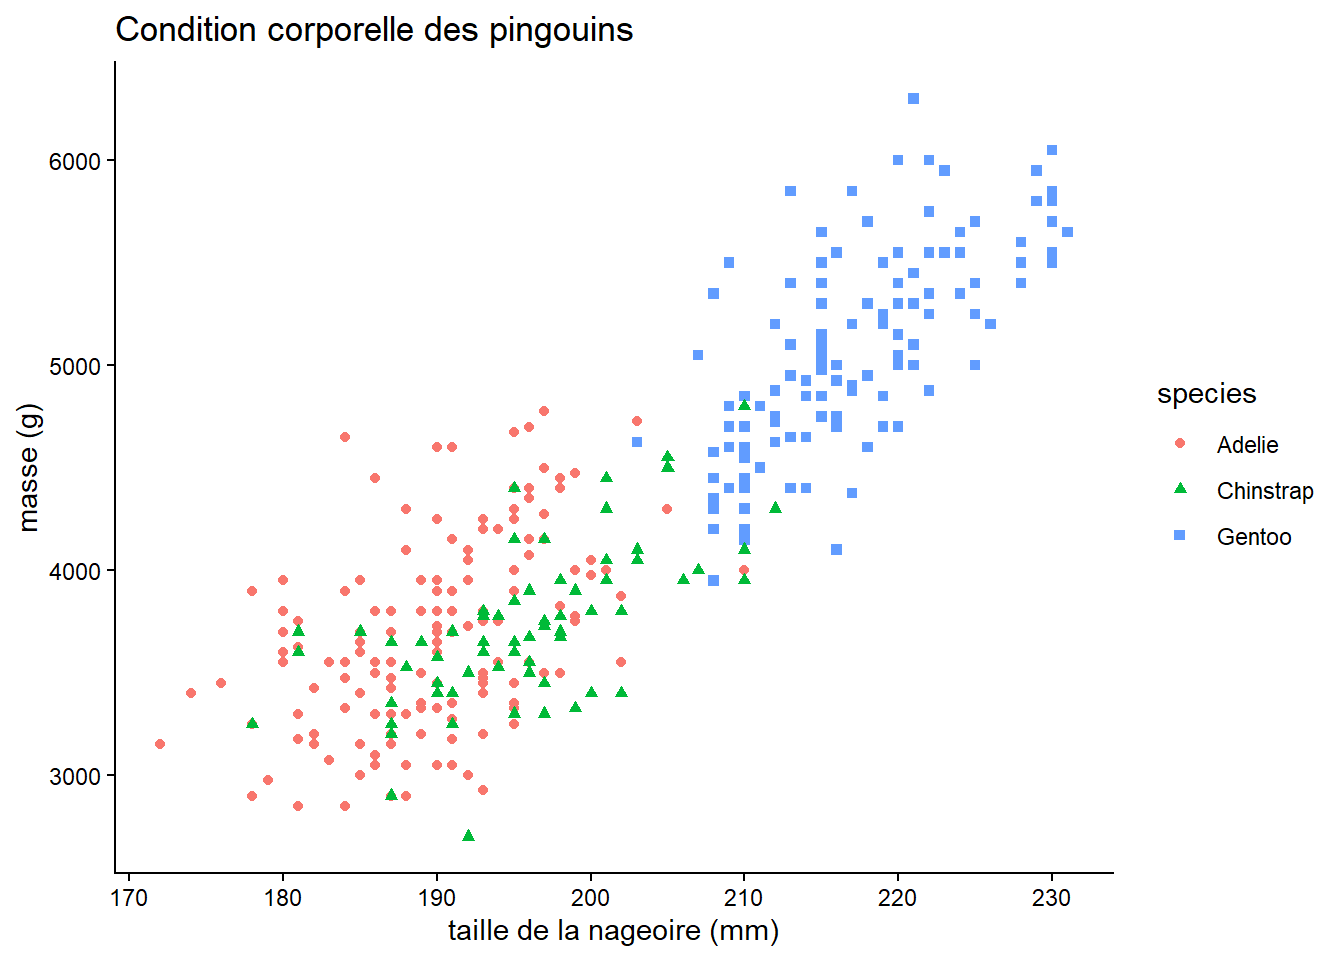 Condition corporelle des pingouins
masse (g)
6000
5000
4000
3000
170 180 190 200 210 220 230
taille de la nageoire (mm)
species
Adelie
Chinstrap
Gentoo